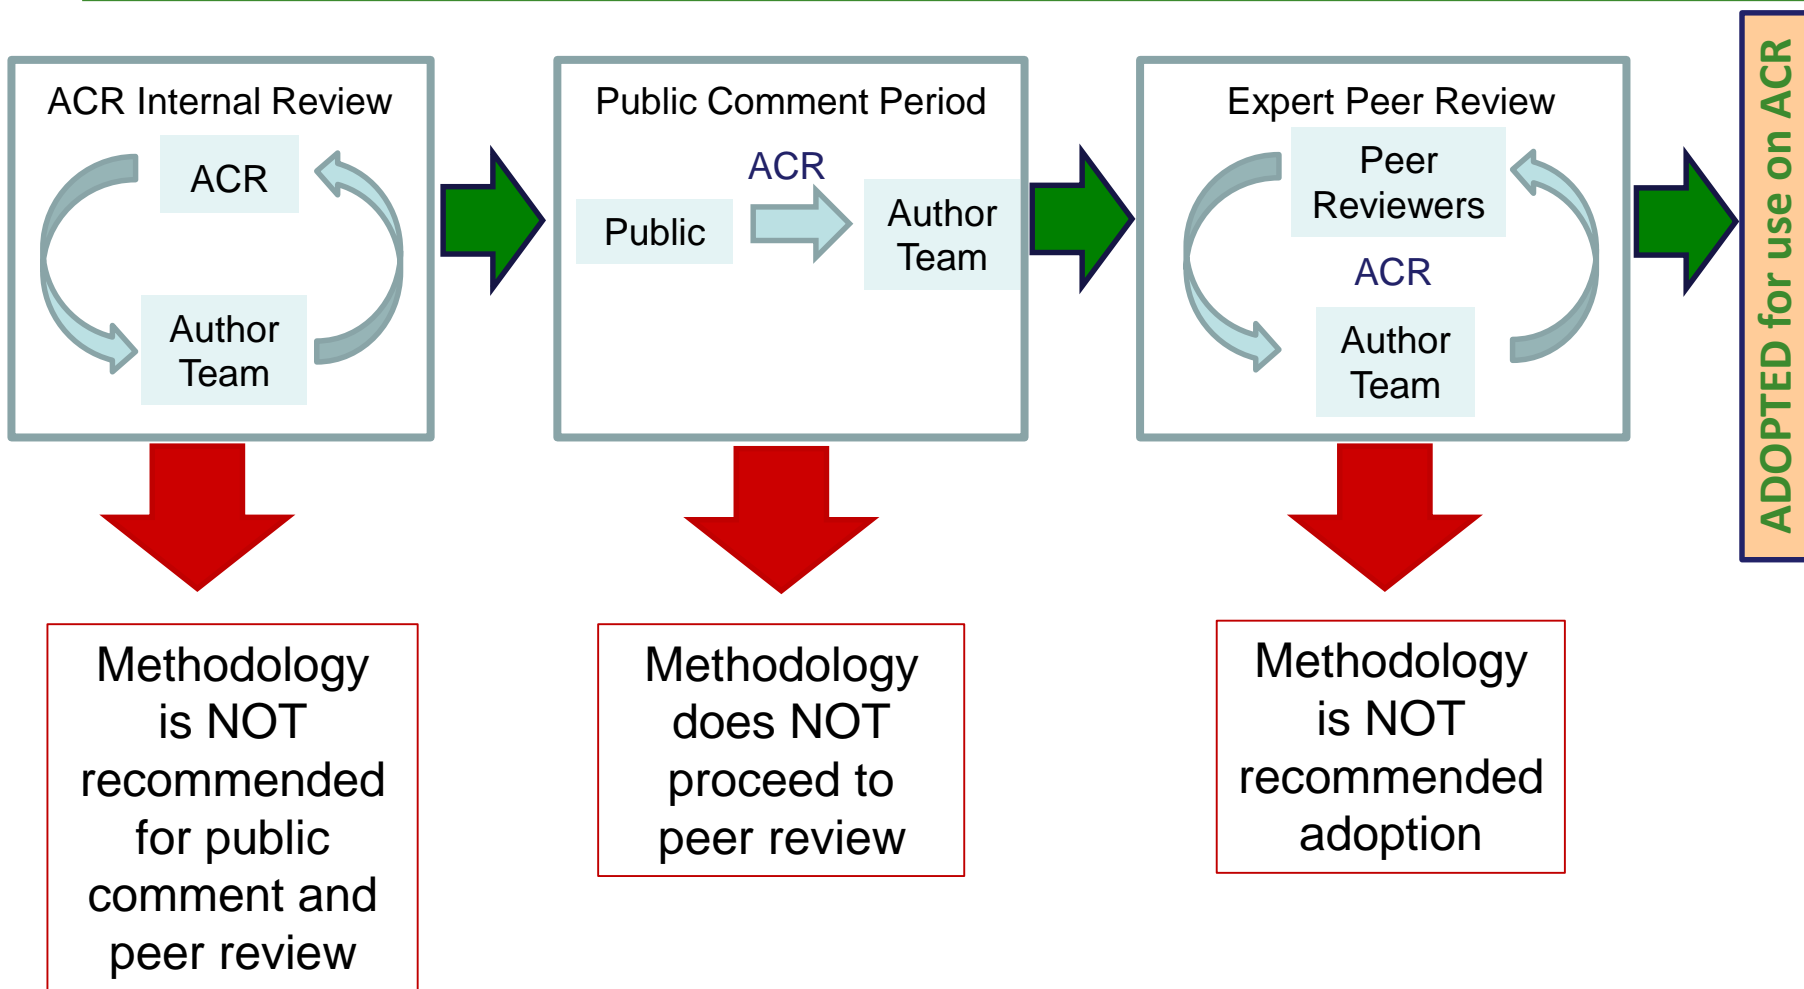 ACR Internal Review
ACR
Author
Team
Public Comment Period
ACR
Public
Author
Team
Expert Peer Review
Peer
Reviewers
ACR
Author
Team
ADOPTED for use on ACR
Methodology
is NOT
recommended
for public
comment and
peer review
Methodology
does NOT
proceed to
peer review
Methodology
is NOT
recommended
adoption